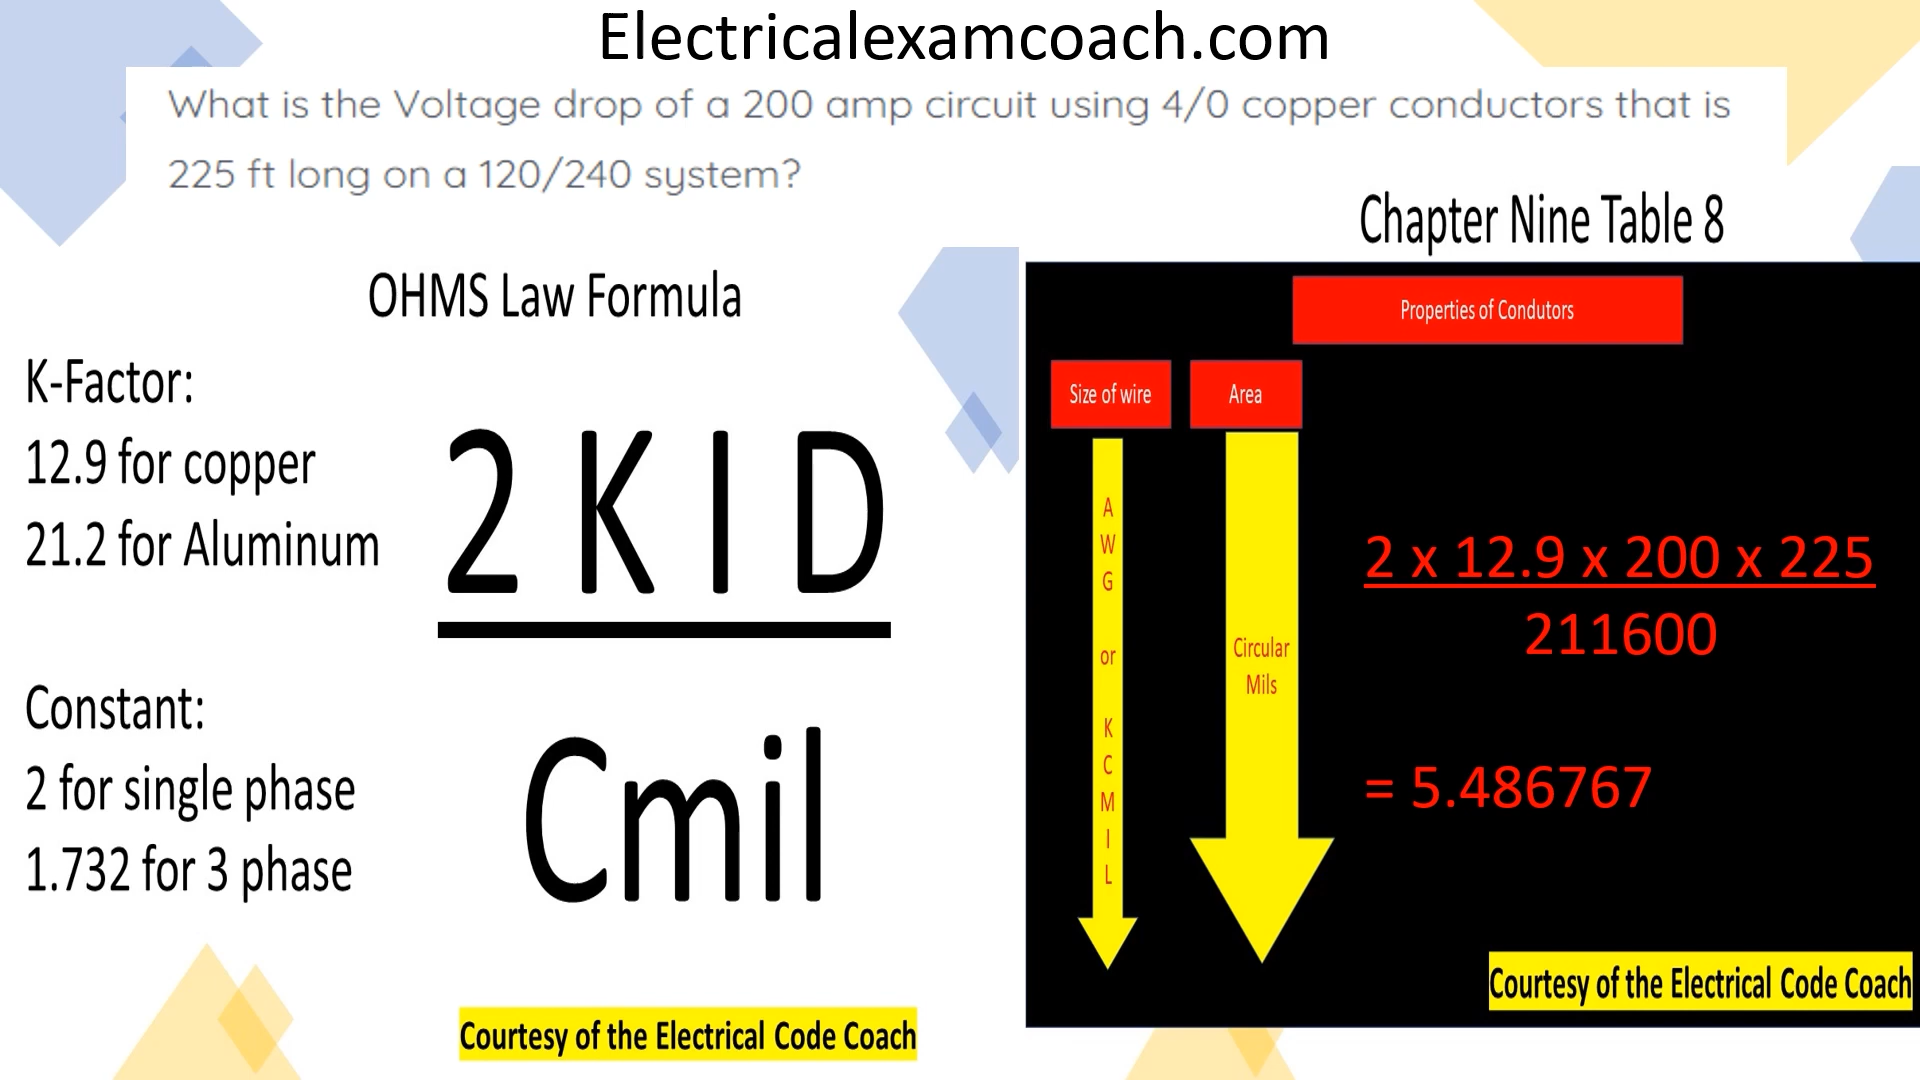 Electricalexamcoach.com
What is the Voltage drop of a 200 amp circuit using 4/0 copper conductors that is
225 ft long on a 120/240 system?
OHMS Law Formula
K-Factor:
12.9 for copper
21.2 for Aluminum
2 K I D
Cmil
Constant:
2 for single phase
1.732 for 3 phase
Courtesy of the Electrical Code Coach
Chapter Nine Table 8
Properties of Condutors
Size of wire
Area
A
W
G
or
K
C
M
I
L
Circular
Mils
2 x 12.9 x 200 x 225
211600
= 5.486767
Courtesy of the Electrical Code Coach